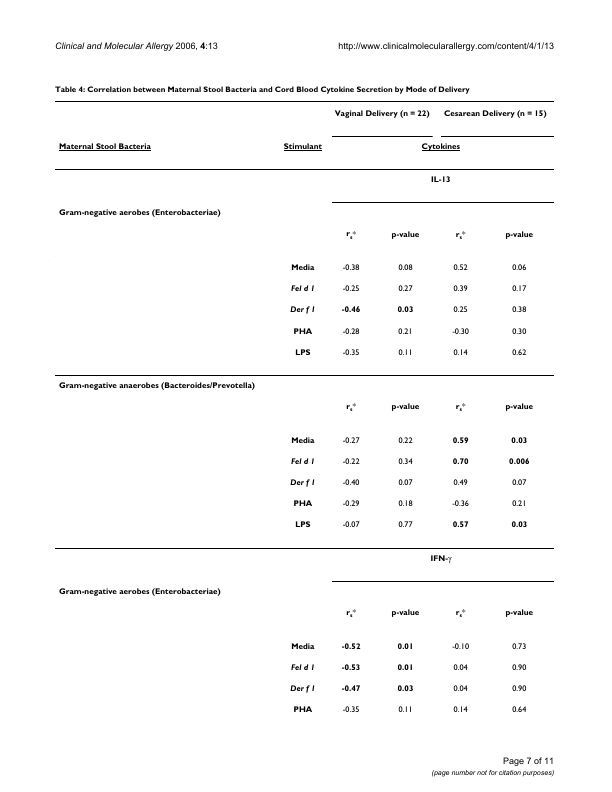 Clinical and Molecular Allergy 2006, 4:13 http://www.clinicalmolecularallergy.com/content/4/1/13
Table 4: Correlation between Maternal Stool Bacteria and Cord Blood Cytokine Secretion by Mode of Delivery
Vaginal Delivery (n = 22) Cesarean Delivery (n = 15)
Maternal Stool Bacteria Stimulant Cytokines
IL-13
Gram-negative aerobes (Enterobacteriae)
rs* p-value rs* p-value
Media -0.38 0.08 0.52 0.06
Fel d 1 -0.25 0.27 0.39 0.17
Der f 1 -0.46 0.03 0.25 0.38
PHA -0.28 0.21 -0.30 0.30
LPS -0.35 0.11 0.14 0.62
Gram-negative anaerobes (Bacteroides/Prevotella)
rs* p-value rs* p-value
Media -0.27 0.22 0.59 0.03
Fel d 1 -0.22 0.34 0.70 0.006
Der f 1 -0.40 0.07 0.49 0.07
PHA -0.29 0.18 -0.36 0.21
LPS -0.07 0.77 0.57 0.03
IFN-γ
Gram-negative aerobes (Enterobacteriae)
rs* p-value rs* p-value
Media -0.52 0.01 -0.10 0.73
Fel d 1 -0.53 0.01 0.04 0.90
Der f 1 -0.47 0.03 0.04 0.90
PHA -0.35 0.11 0.14 0.64
Page 7 of 11
(page number not for citation purposes)